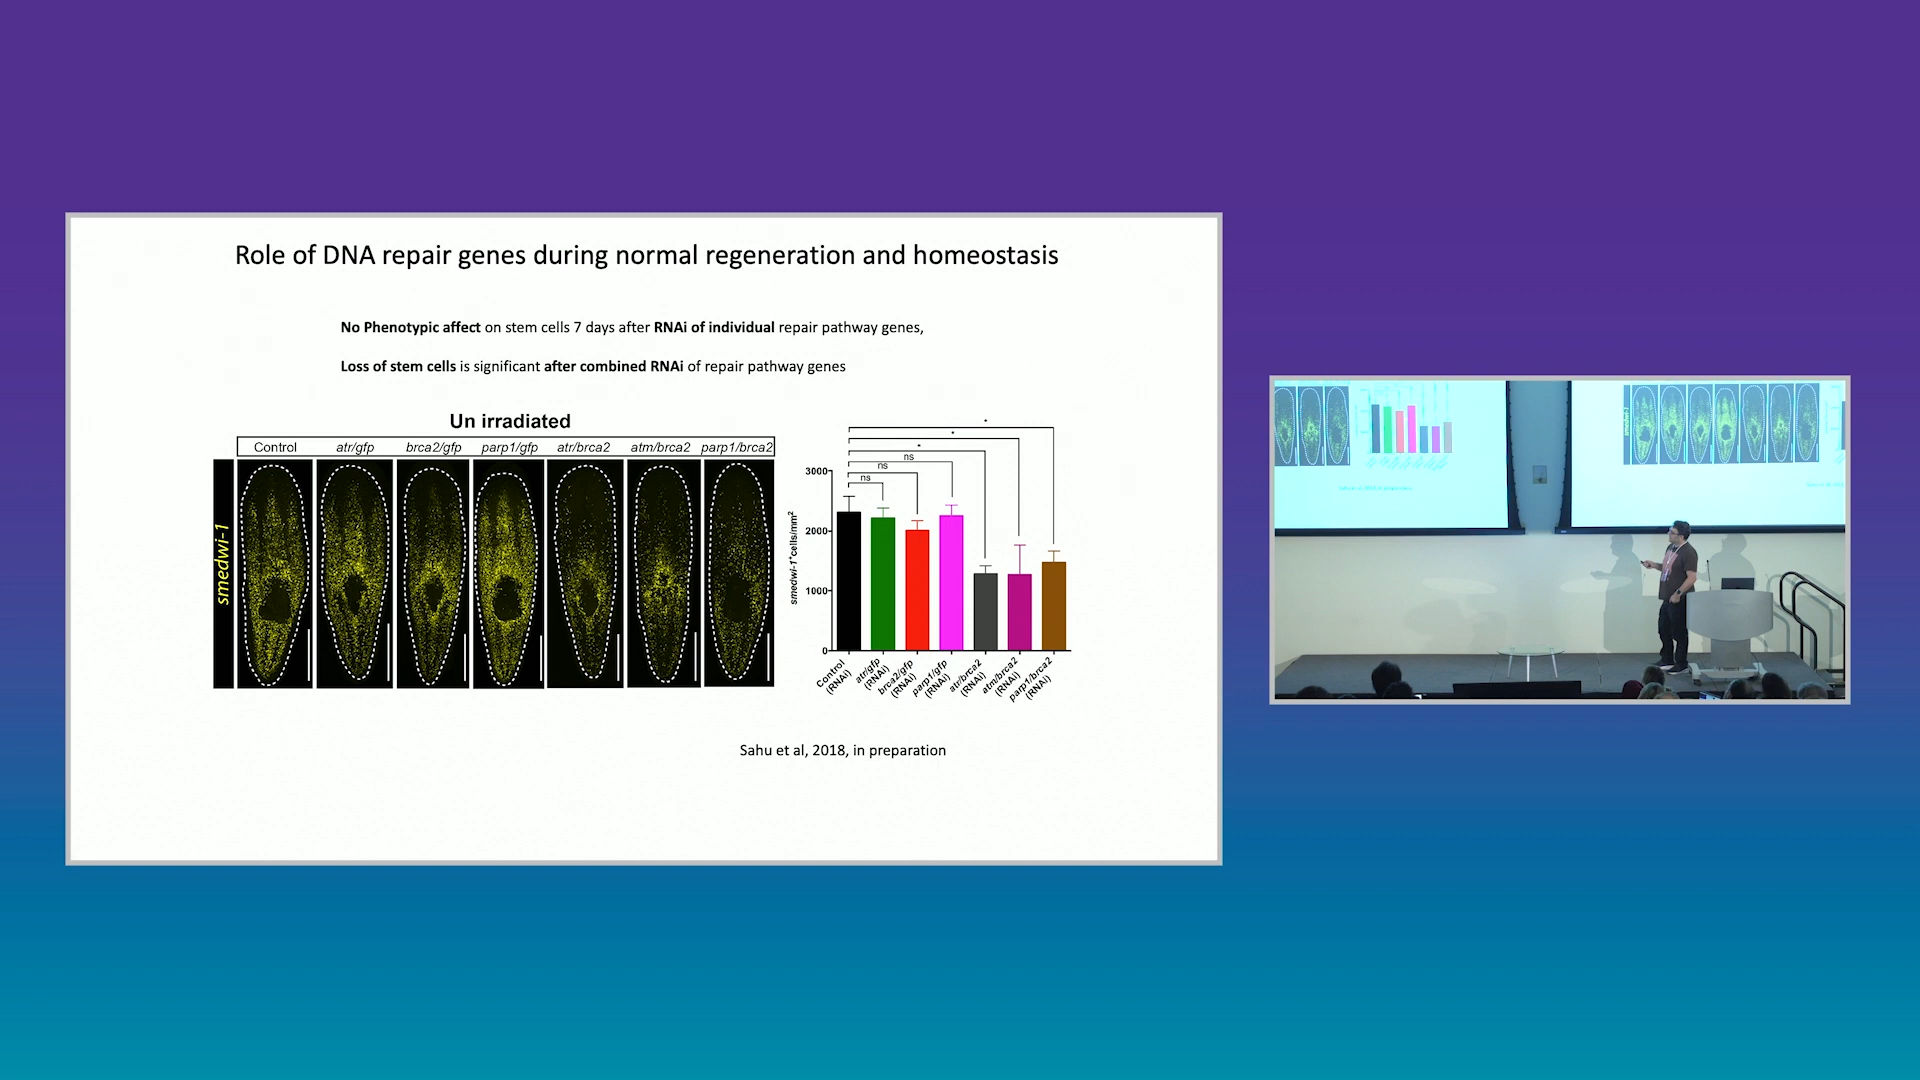 Role of DNA repair genes during normal regeneration and homeostasis
No Phenotypic affect on stem cells 7 days after RNAi of individual repair pathway genes,
Loss of stem cells is significant after combined RNAi of repair pathway genes
Un irradiated
Control atr/gfp brca2/gfp parp1/gfp atr/brca2 atm/brca2 parp1/brca2
smedwi-1
*
*
*
ns
ns
ns
3000
2000
1000
0
smedwi-1+cells/mm2
Control (RNAi)
atr/gfp (RNAi)
brca2/gfp (RNAi)
parp1/gfp (RNAi)
atr/brca2 (RNAi)
atm/brca2 (RNAi)
parp1/brca2 (RNAi)
Sahu et al, 2018, in preparation